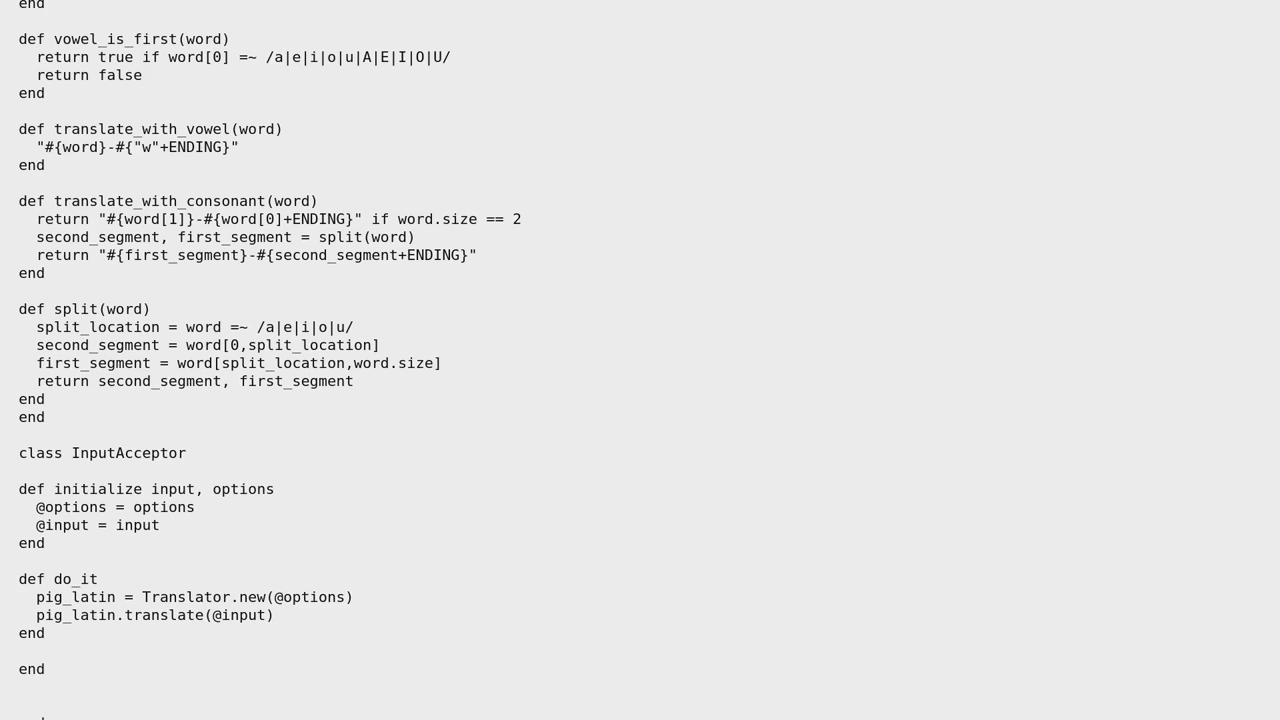 end

def vowel_is_first(word)
  return true if word[0] =~ /a|e|i|o|u|A|E|I|O|U/
  return false
end

def translate_with_vowel(word)
  "#{word}-#{"w"+ENDING}"
end

def translate_with_consonant(word)
  return "#{word[1]}-#{word[0]+ENDING}" if word.size == 2
  second_segment, first_segment = split(word)
  return "#{first_segment}-#{second_segment+ENDING}"
end

def split(word)
  split_location = word =~ /a|e|i|o|u/
  second_segment = word[0,split_location]
  first_segment = word[split_location,word.size]
  return second_segment, first_segment
end
end

class InputAcceptor

def initialize input, options
  @options = options
  @input = input
end

def do_it
  pig_latin = Translator.new(@options)
  pig_latin.translate(@input)
end

end